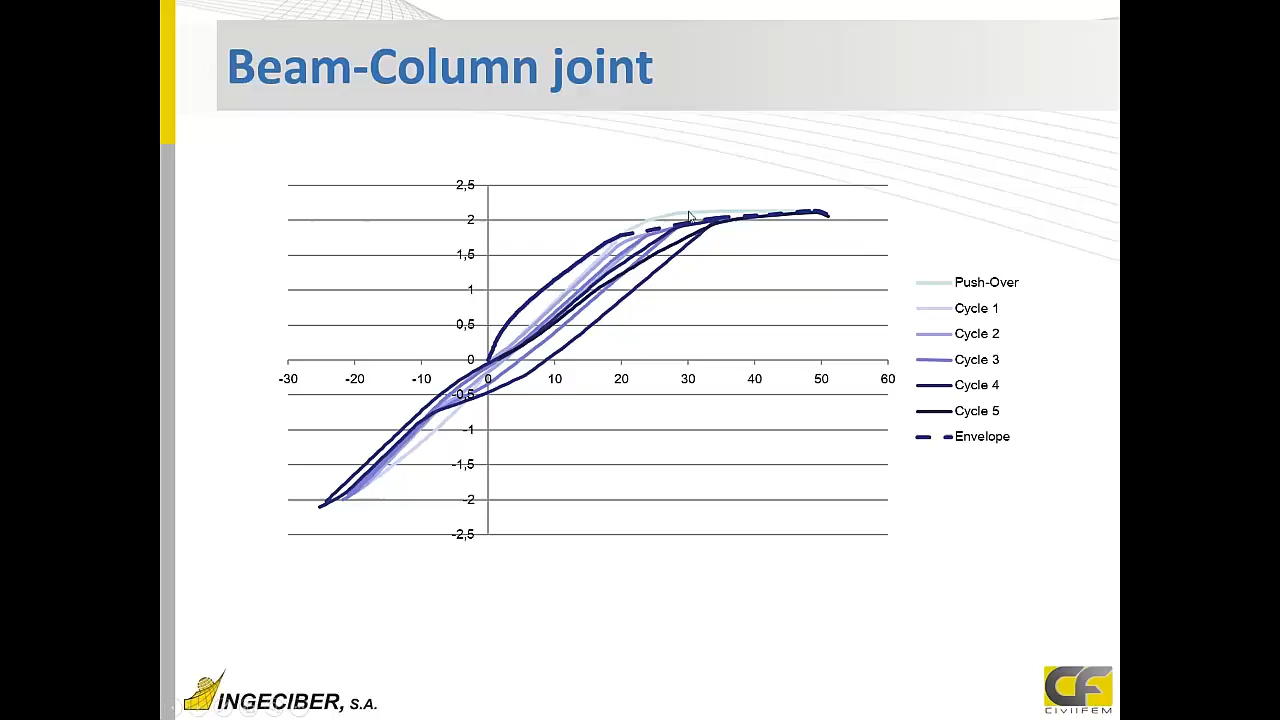 Beam-Column joint
2,5
2
1,5
1
0,5
0
-30 -20 -10 0 10 20 30 40 50 60
-0,5
-1
-1,5
-2
-2,5
Push-Over
Cycle 1
Cycle 2
Cycle 3
Cycle 4
Cycle 5
Envelope
INGECIBER, S.A.
CF
CIVILFEM